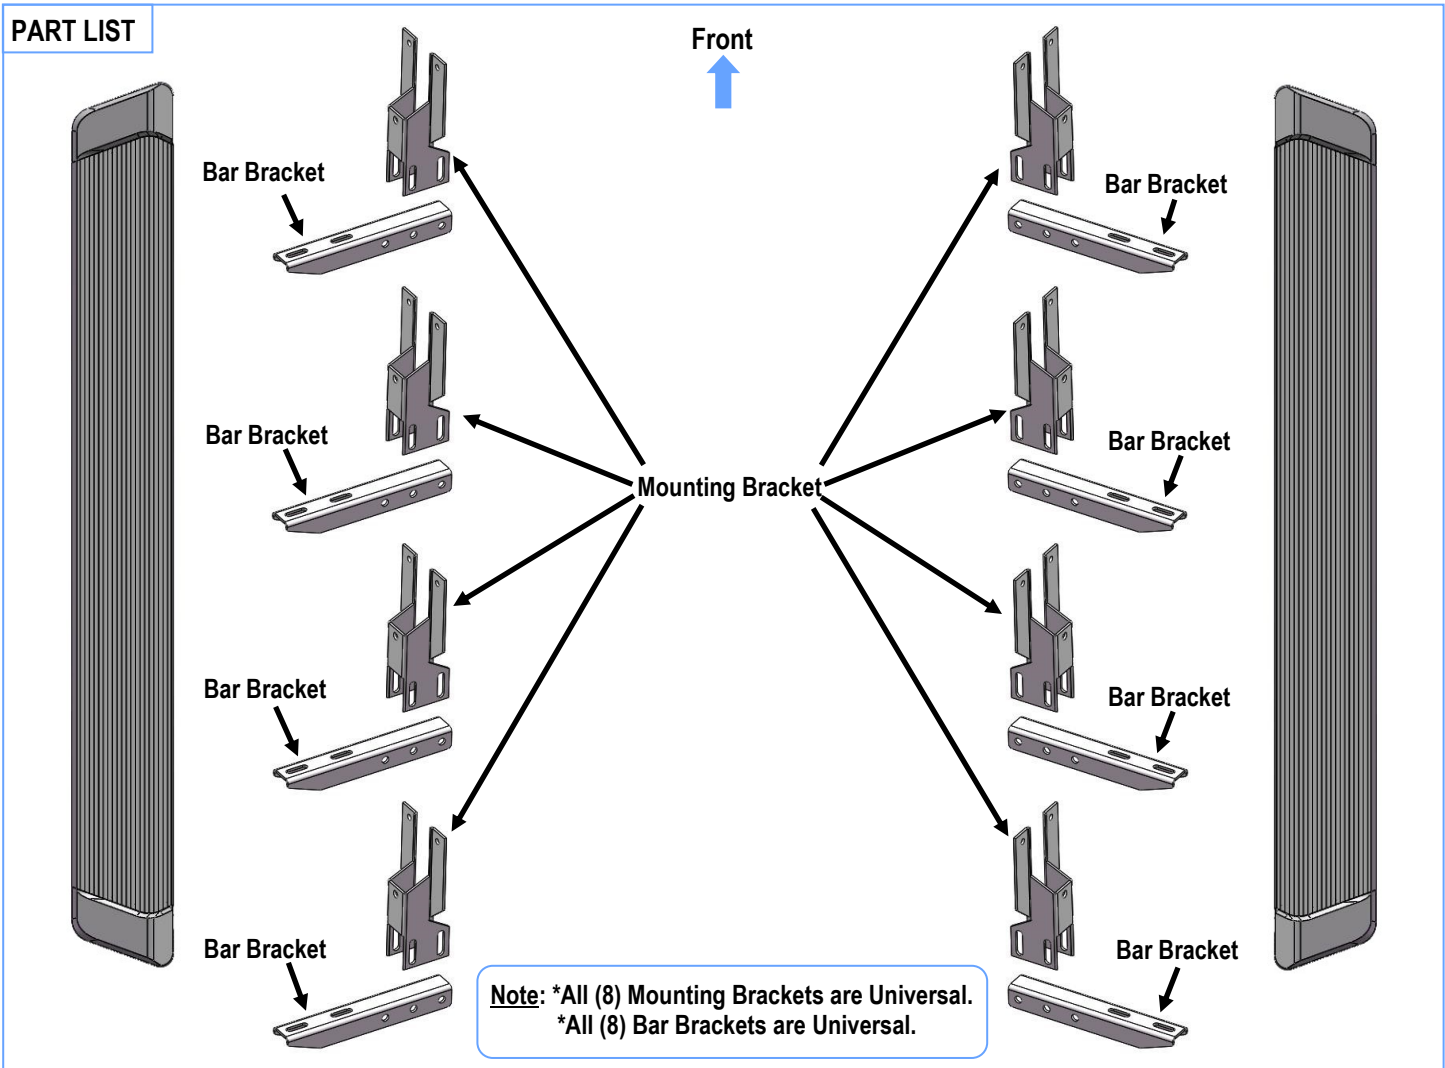 PART LIST
Front
Bar Bracket
Bar Bracket
Bar Bracket
Bar Bracket
Mounting Bracket
Bar Bracket
Bar Bracket
Bar Bracket
Bar Bracket
Note: *All (8) Mounting Brackets are Universal.
*All (8) Bar Brackets are Universal.